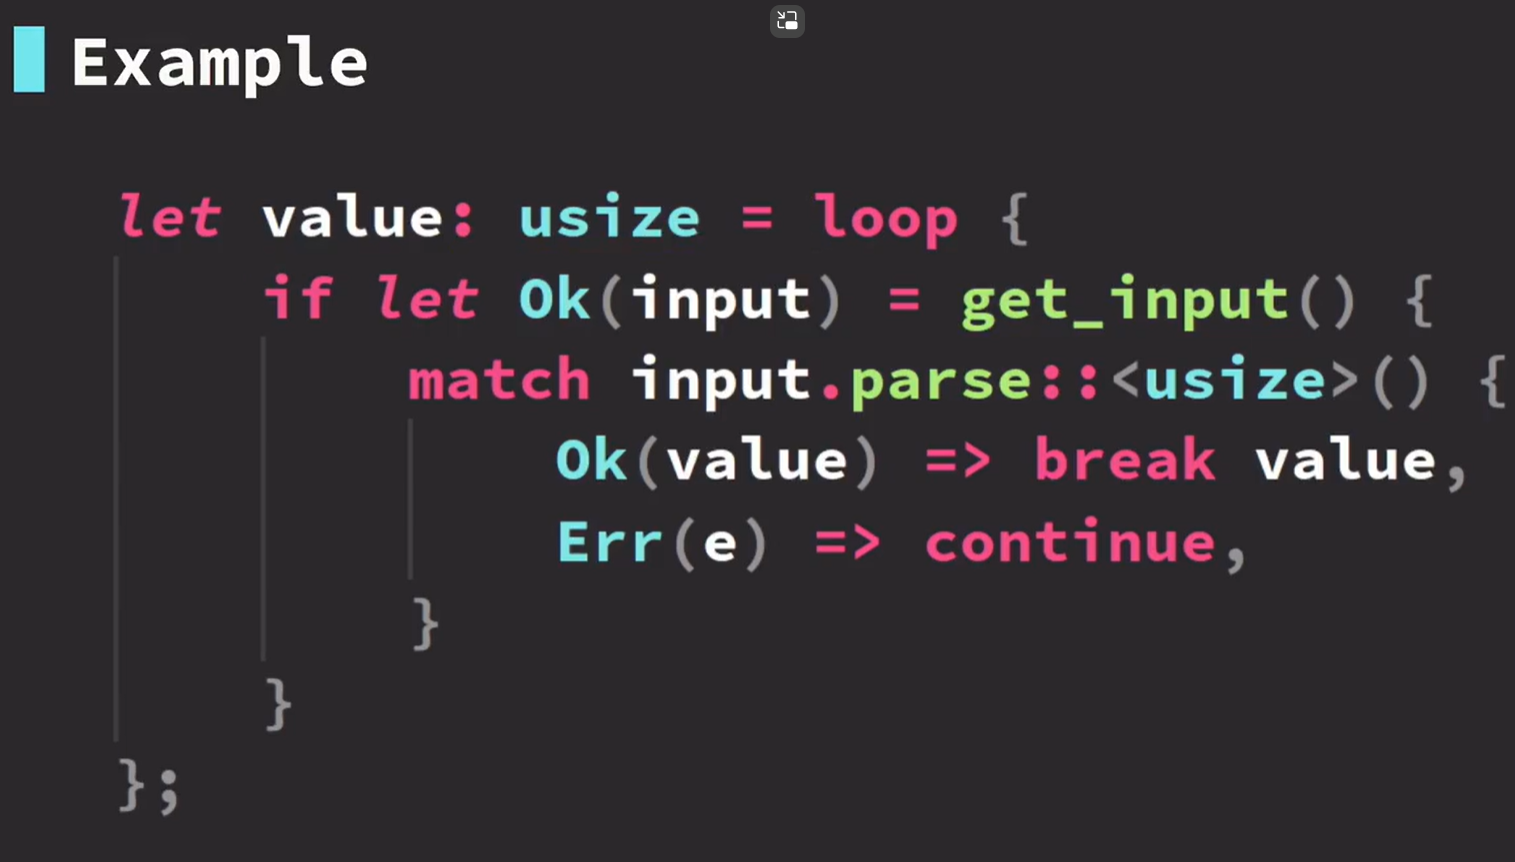 Example
let value: usize = loop {
if let Ok(input) = get_input() {
match input.parse::<usize>() {
Ok(value) => break value,
Err(e) => continue,
}
}
};